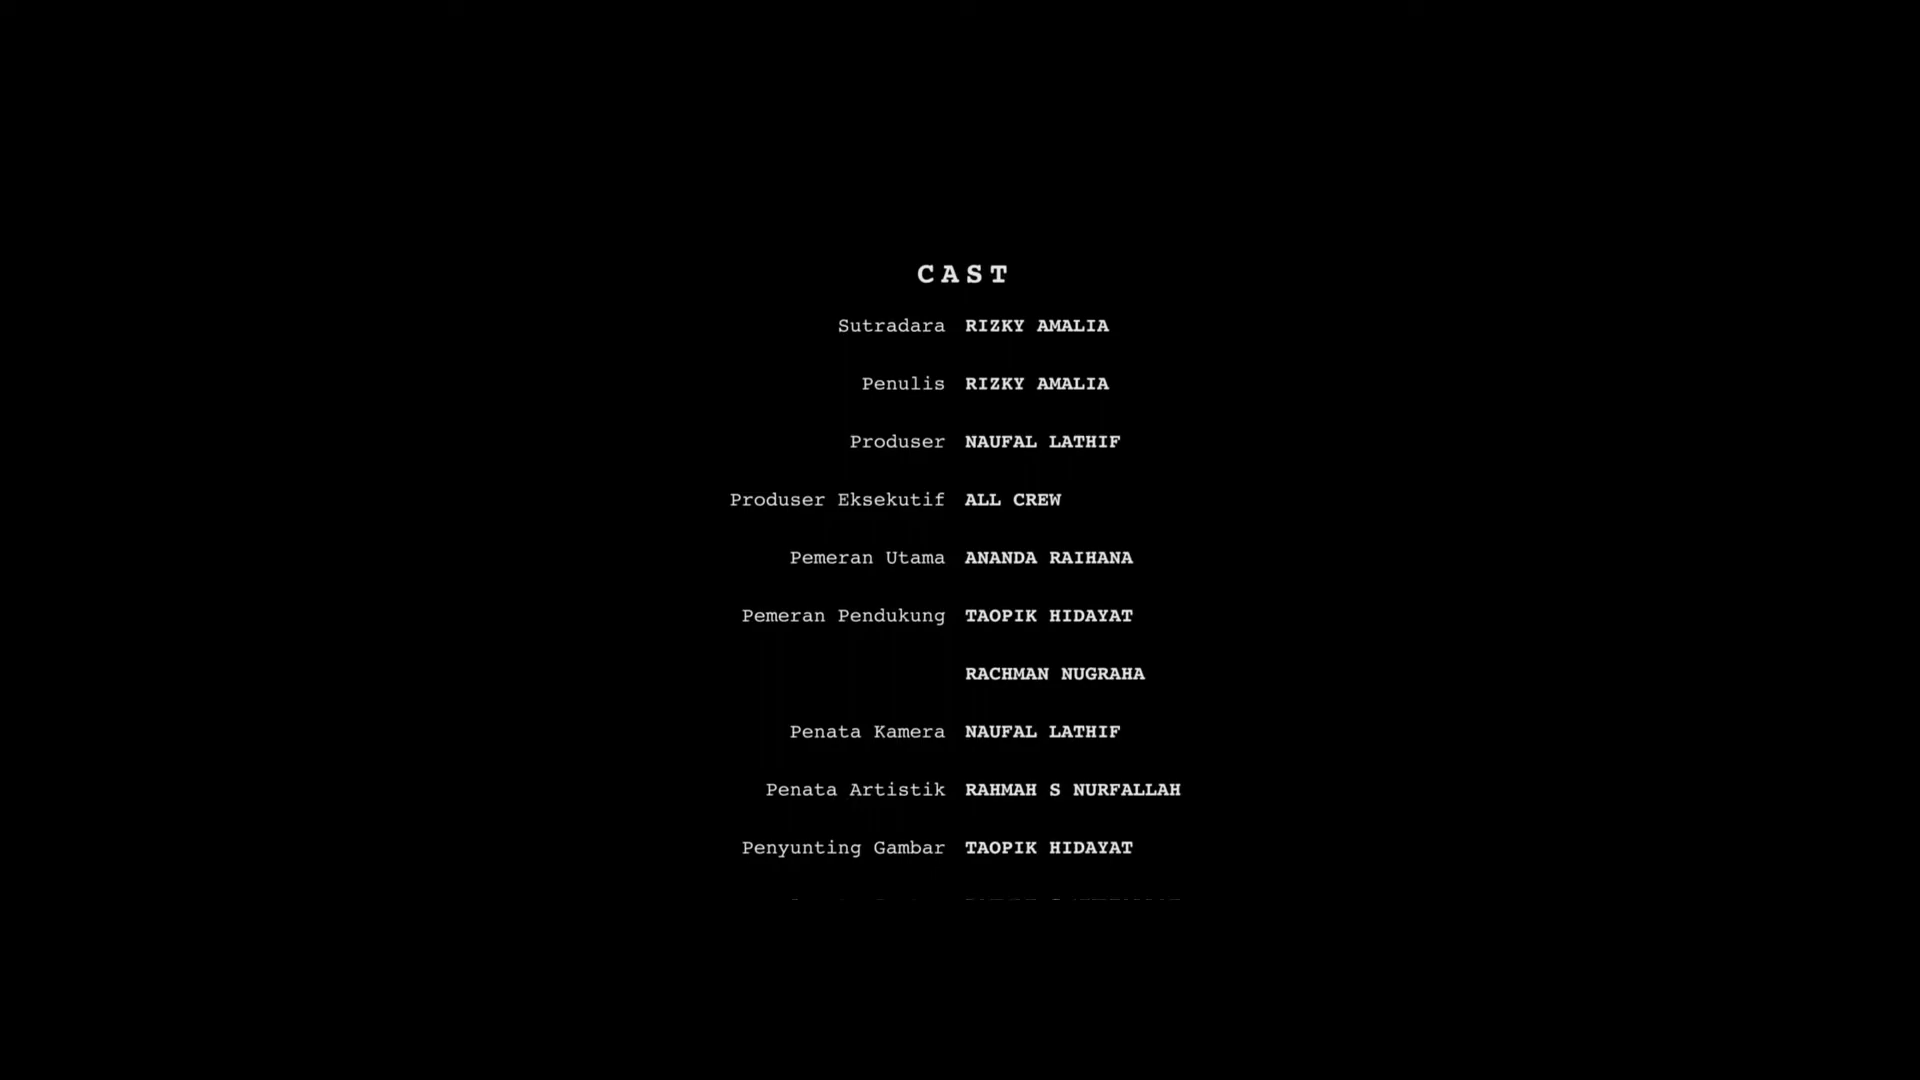 CAST
Sutradara RIZKY AMALIA
Penulis RIZKY AMALIA
Produser NAUFAL LATHIF
Produser Eksekutif ALL CREW
Pemeran Utama ANANDA RAIHANA
Pemeran Pendukung TAOPIK HIDAYAT
RACHMAN NUGRAHA
Penata Kamera NAUFAL LATHIF
Penata Artistik RAHMAH S NURFALLAH
Penyunting Gambar TAOPIK HIDAYAT